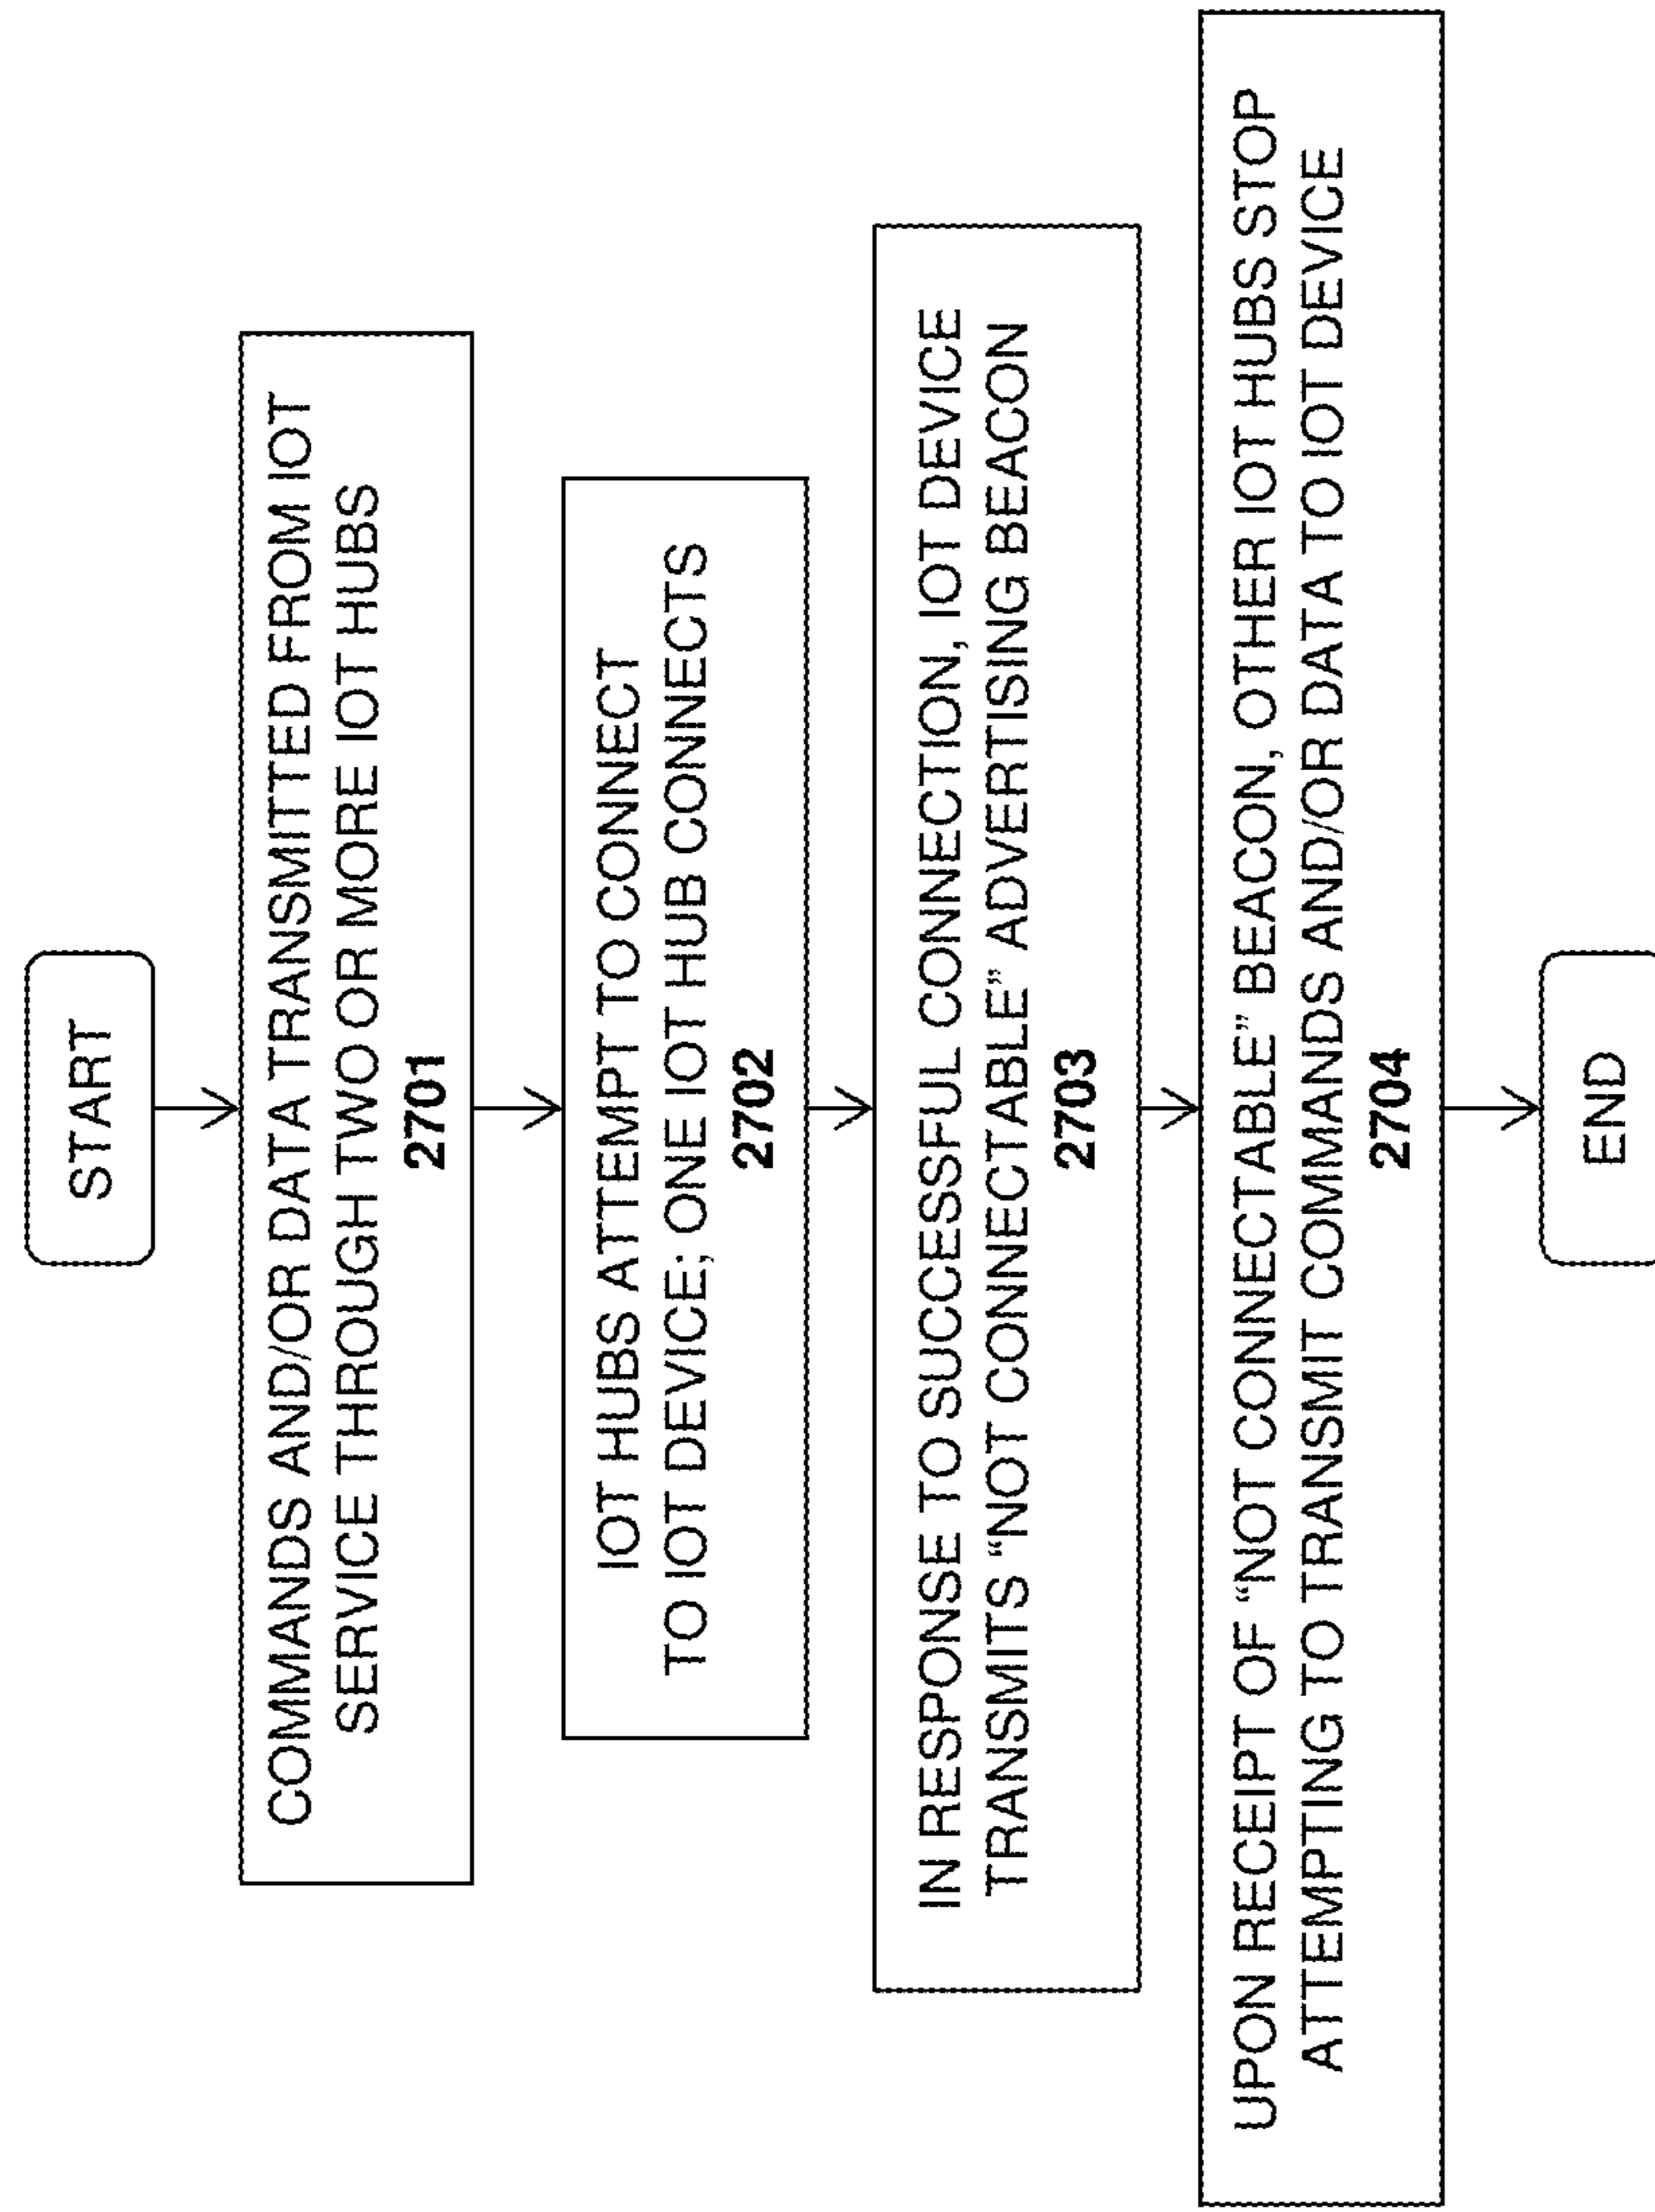 START
COMMANDS AND/OR DATA TRANSMITTED FROM IOT
SERVICE THROUGH TWO OR MORE IOT HUBS
2701
IOT HUBS ATTEMPT TO CONNECT
TO IOT DEVICE; ONE IOT HUB CONNECTS
2702
IN RESPONSE TO SUCCESSFUL CONNECTION, IOT DEVICE
TRANSMITS “NOT CONNECTABLE” ADVERTISING BEACON
2703
UPON RECEIPT OF “NOT CONNECTABLE” BEACON, OTHER IOT HUBS STOP
ATTEMPTING TO TRANSMIT COMMANDS AND/OR DATA TO IOT DEVICE
2704
END